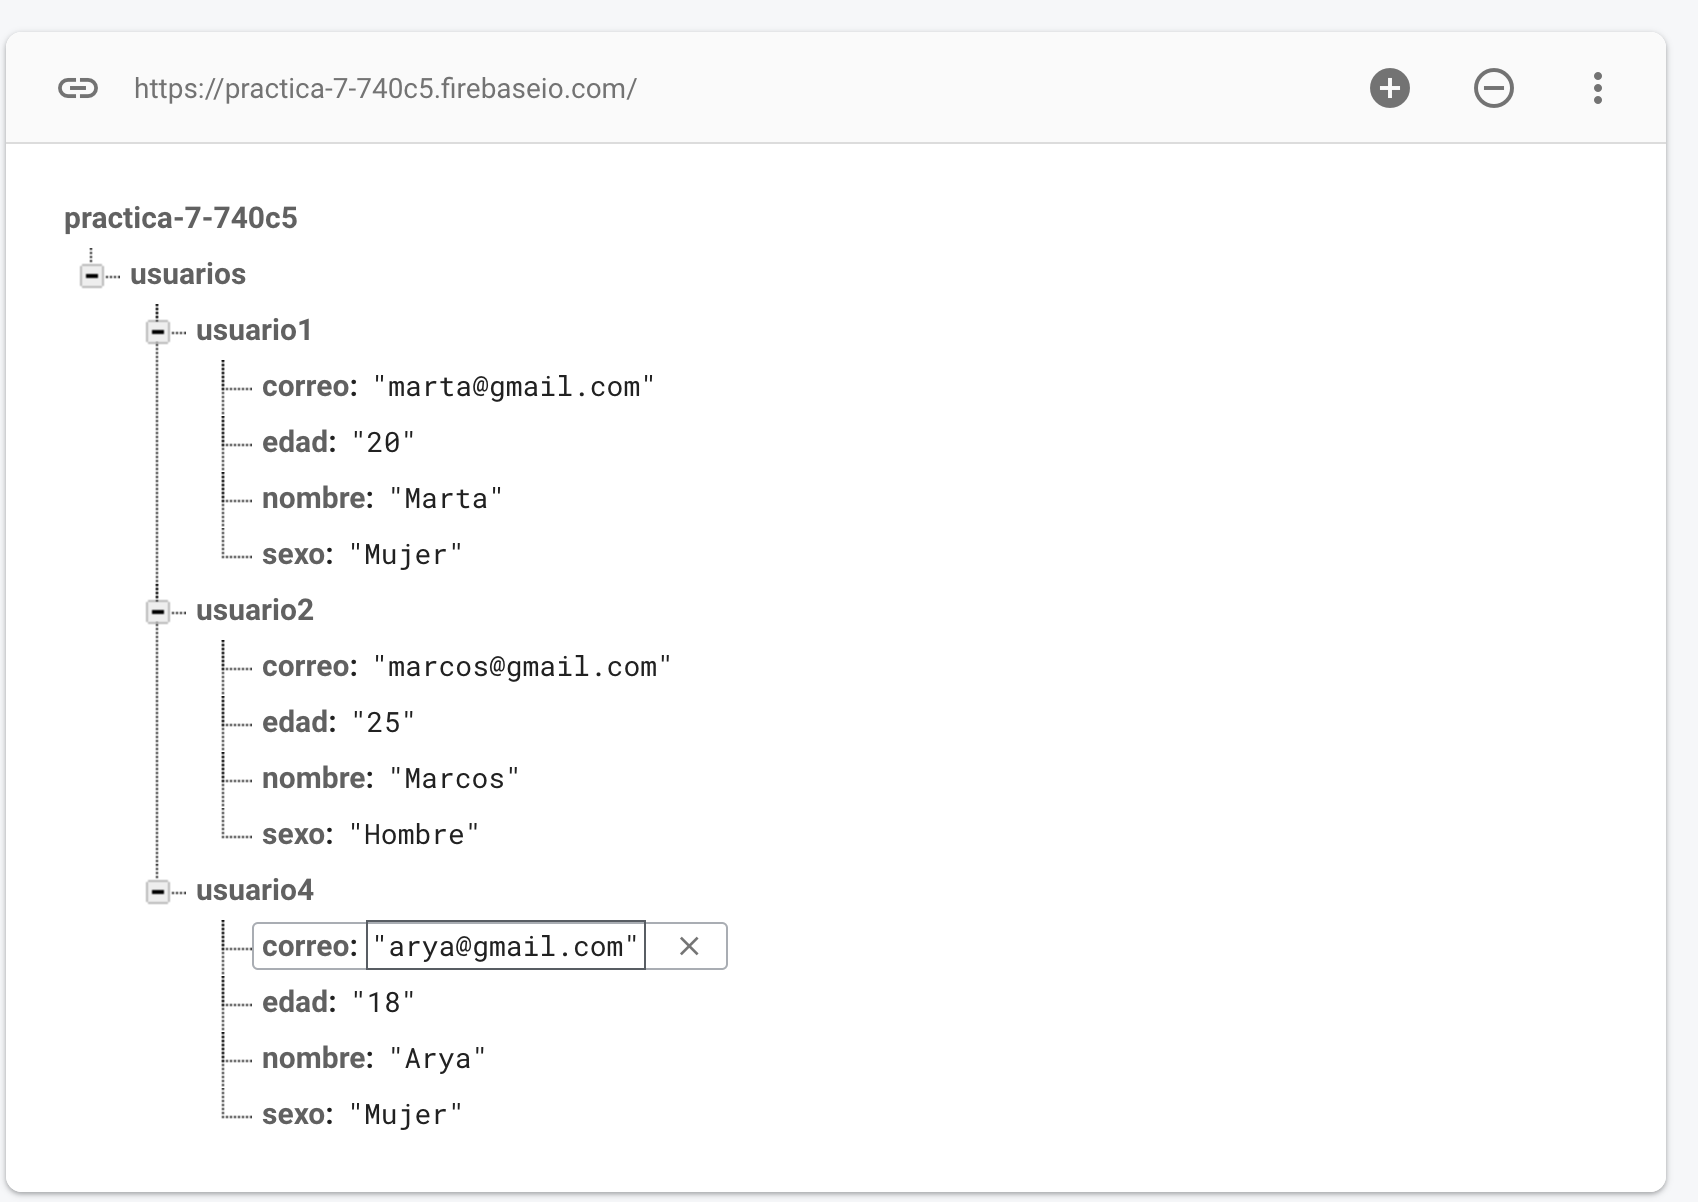 https://practica-7-740c5.firebaseio.com/
practica-7-740c5
usuarios
usuario1
correo: "marta@gmail.com"
edad: "20"
nombre: "Marta"
sexo: "Mujer"
usuario2
correo: "marcos@gmail.com"
edad: "25"
nombre: "Marcos"
sexo: "Hombre"
usuario4
correo: "arya@gmail.com"
edad: "18"
nombre: "Arya"
sexo: "Mujer"